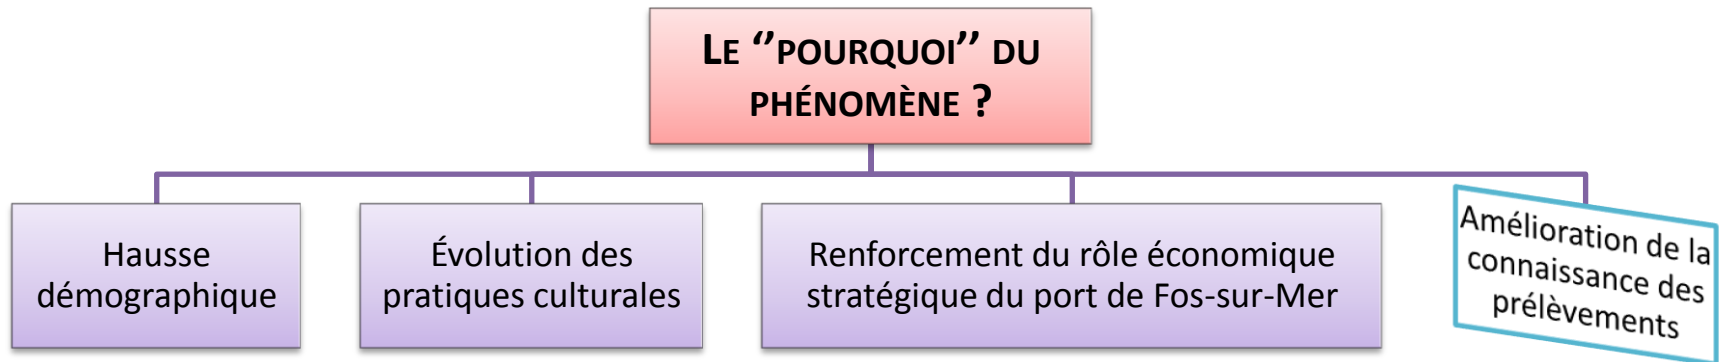 LE ‘’POURQUOI’’ DU
PHÉNOMÈNE ?
Hausse
démographique
Évolution des
pratiques culturales
Renforcement du rôle économique
stratégique du port de Fos-sur-Mer
Amélioration de la
connaissance des
prélèvements